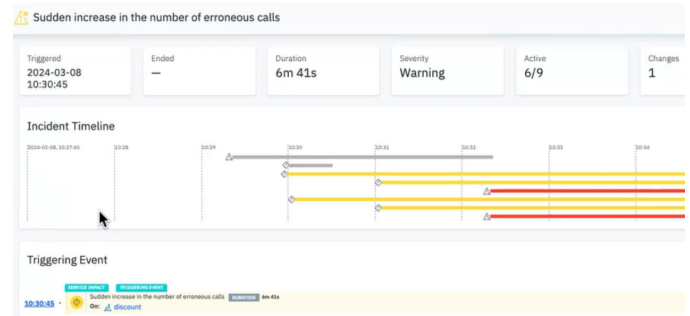 Sudden increase in the number of erroneous calls
Triggered
2024-03-08
10:30:45
Ended
—
Duration
6m 41s
Severity
Warning
Active
6/9
Changes
1
Incident Timeline
2024-03-08, 10:27:45 10:28 10:29 10:30 10:31 10:32 10:33 10:34
Triggering Event
SERVICE IMPACT TRIGGERING EVENT
10:30:45 · Sudden increase in the number of erroneous calls DURATION 6m 42s
On: discount